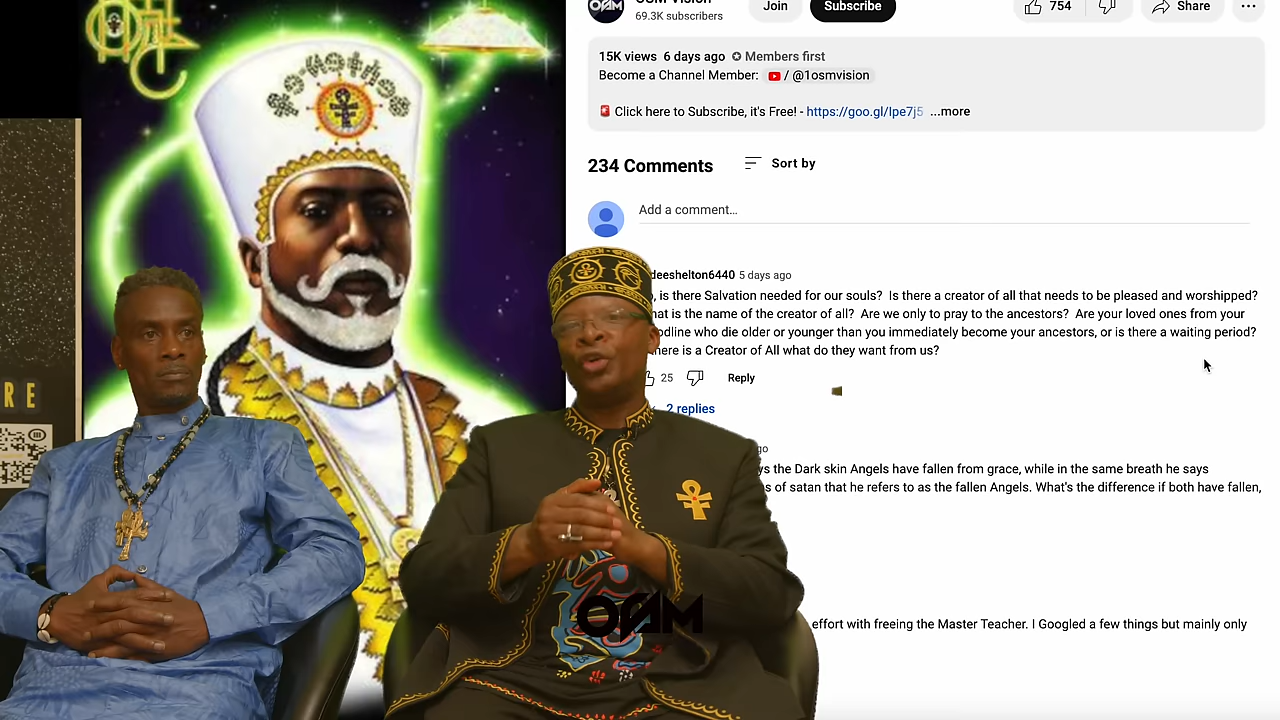 OSM Vision
69.3K subscribers
Join
Subscribe
754
Share
15K views 6 days ago Members first
Become a Channel Member: / @1osmvision
Click here to Subscribe, it's Free! - https://goo.gl/Ipe7j5 ...more
234 Comments
Sort by
Add a comment...
deeshelton6440 5 days ago
, is there Salvation needed for our souls? Is there a creator of all that needs to be pleased and worshipped?
hat is the name of the creator of all? Are we only to pray to the ancestors? Are your loved ones from your
odline who die older or younger than you immediately become your ancestors, or is there a waiting period?
here is a Creator of All what do they want from us?
25
Reply
2 replies
go
ys the Dark skin Angels have fallen from grace, while in the same breath he says
s of satan that he refers to as the fallen Angels. What's the difference if both have fallen,
effort with freeing the Master Teacher. I Googled a few things but mainly only
RE